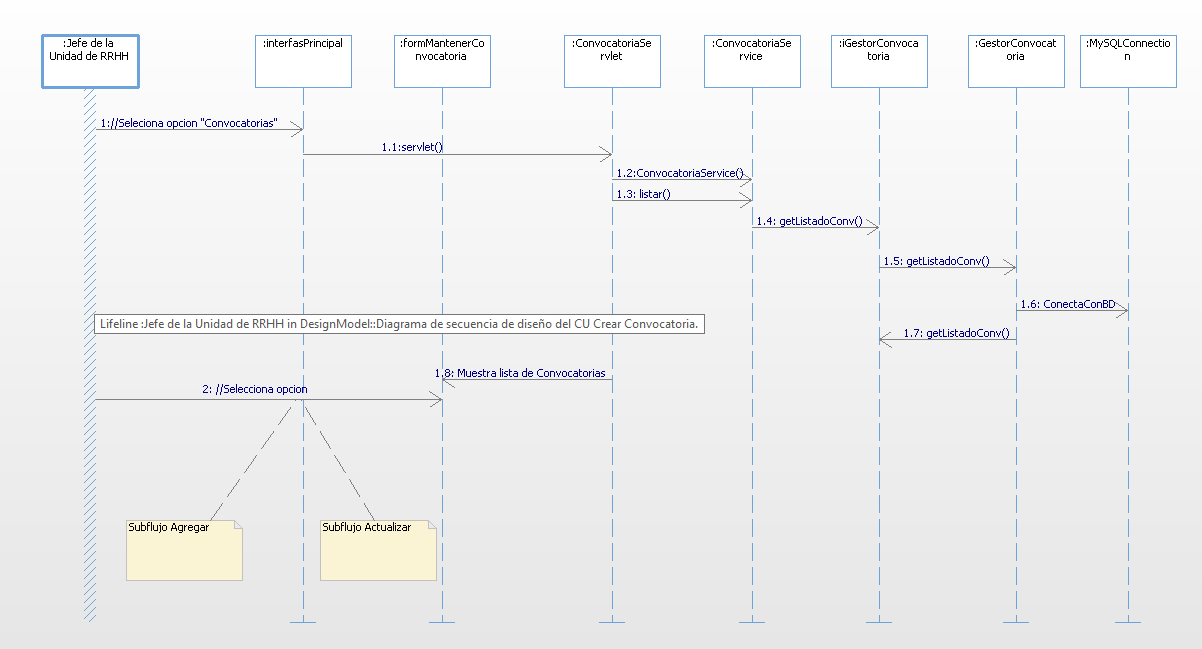 :Jefe de la
Unidad de RRHH
:interfasPrincipal
:formMantenerCo
nvocatoria
:ConvocatoriaSe
rvlet
:ConvocatoriaSe
rvice
iGestorConvoca
toria
:GestorConvocat
oria
:MySQLConnectio
n
1://Seleciona opcion "Convocatorias"
1.1:servlet()
1.2:ConvocatoriaService()
1.3: listar()
1.4: getListadoConv()
1.5: getListadoConv()
1.6: ConectaConBD
Lifeline :Jefe de la Unidad de RRHH in DesignModel::Diagrama de secuencia de diseño del CU Crear Convocatoria.
1.7: getListadoConv()
1.8: Muestra lista de Convocatorias
2: //Selecciona opcion
Subflujo Agregar
Subflujo Actualizar